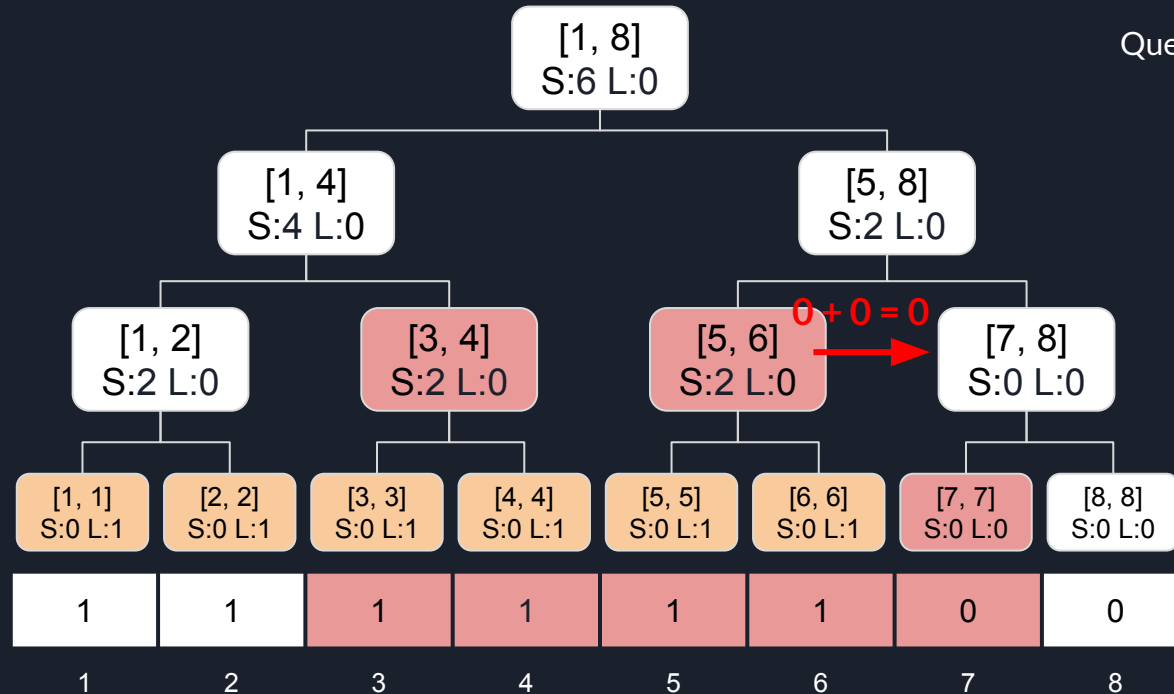 [1, 8]
S:6 L:0
Que
[1, 4]
S:4 L:0
[5, 8]
S:2 L:0
[1, 2]
S:2 L:0
[3, 4]
S:2 L:0
[5, 6]
S:2 L:0
0 + 0 = 0
[7, 8]
S:0 L:0
[1, 1]
S:0 L:1
[2, 2]
S:0 L:1
[3, 3]
S:0 L:1
[4, 4]
S:0 L:1
[5, 5]
S:0 L:1
[6, 6]
S:0 L:1
[7, 7]
S:0 L:0
[8, 8]
S:0 L:0
1 1 1 1 1 1 0 0
1 2 3 4 5 6 7 8